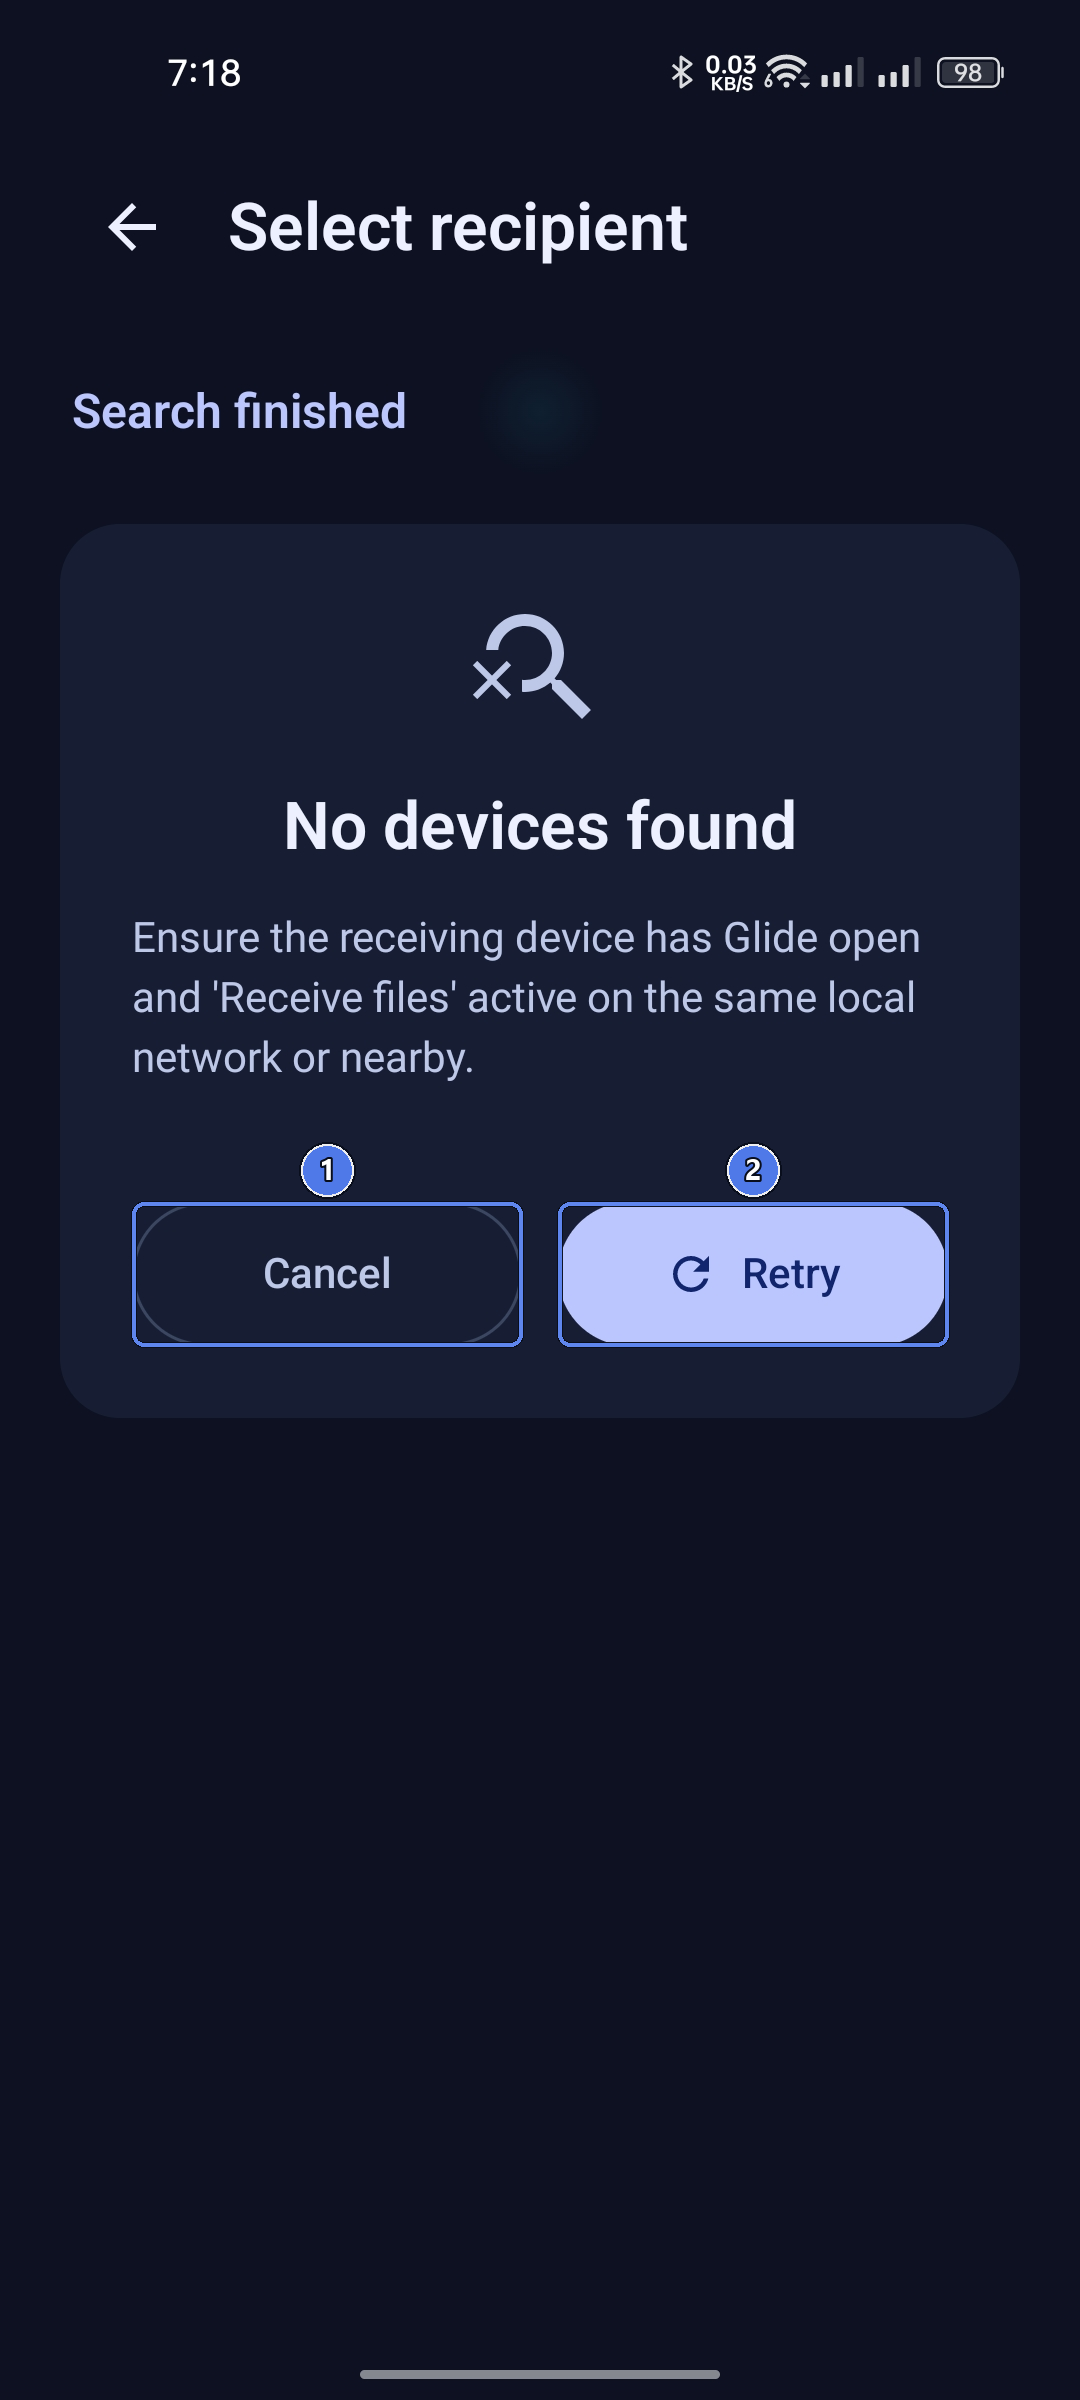 7:18
0.03
KB/S
6
98
Select recipient
Search finished
No devices found
Ensure the receiving device has Glide open
and 'Receive files' active on the same local
network or nearby.
1
2
Cancel
Retry